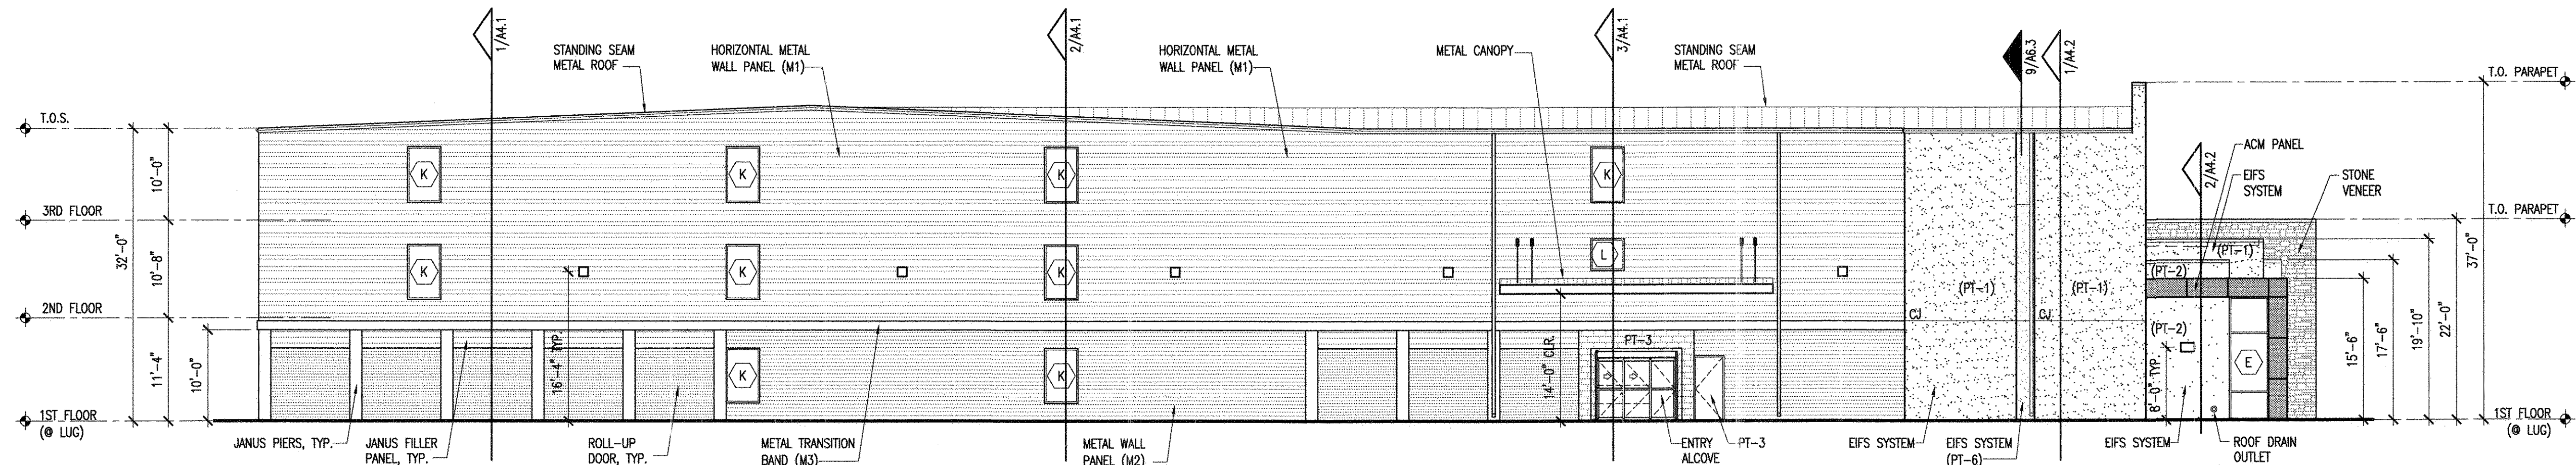 1/A4.1
2/A4.1
3/A4.1
9/A6.3
1/A4.2
STANDING SEAM
METAL ROOF
HORIZONTAL METAL
WALL PANEL (M1)
HORIZONTAL METAL
WALL PANEL (M1)
METAL CANOPY
STANDING SEAM
METAL ROOF
T.O. PARAPET
T.O.S.
ACM PANEL
2/A4.2
EIFS
SYSTEM
STONE
VENEER
10'-0"
K
K
K
K
3RD FLOOR
T.O. PARAPET
32'-0"
10'-8"
37'-0"
K
K
K
L
(PT-1)
(PT-2)
(PT-1)
(PT-1)
2ND FLOOR
CJ
CJ
11'-4"
10'-0"
16'-4" TYP.
K
K
14'-0" CLR.
PT-3
(PT-2)
8'-0" TYP.
E
15'-6"
17'-6"
19'-10"
22'-0"
1ST FLOOR
(@ LUG)
1ST FLOOR
(@ LUG)
JANUS PIERS, TYP.
JANUS FILLER
PANEL, TYP.
ROLL-UP
DOOR, TYP.
METAL TRANSITION
BAND (M3)
METAL WALL
PANEL (M2)
ENTRY
ALCOVE
PT-3
EIFS SYSTEM
EIFS SYSTEM
(PT-6)
EIFS SYSTEM
ROOF DRAIN
OUTLET